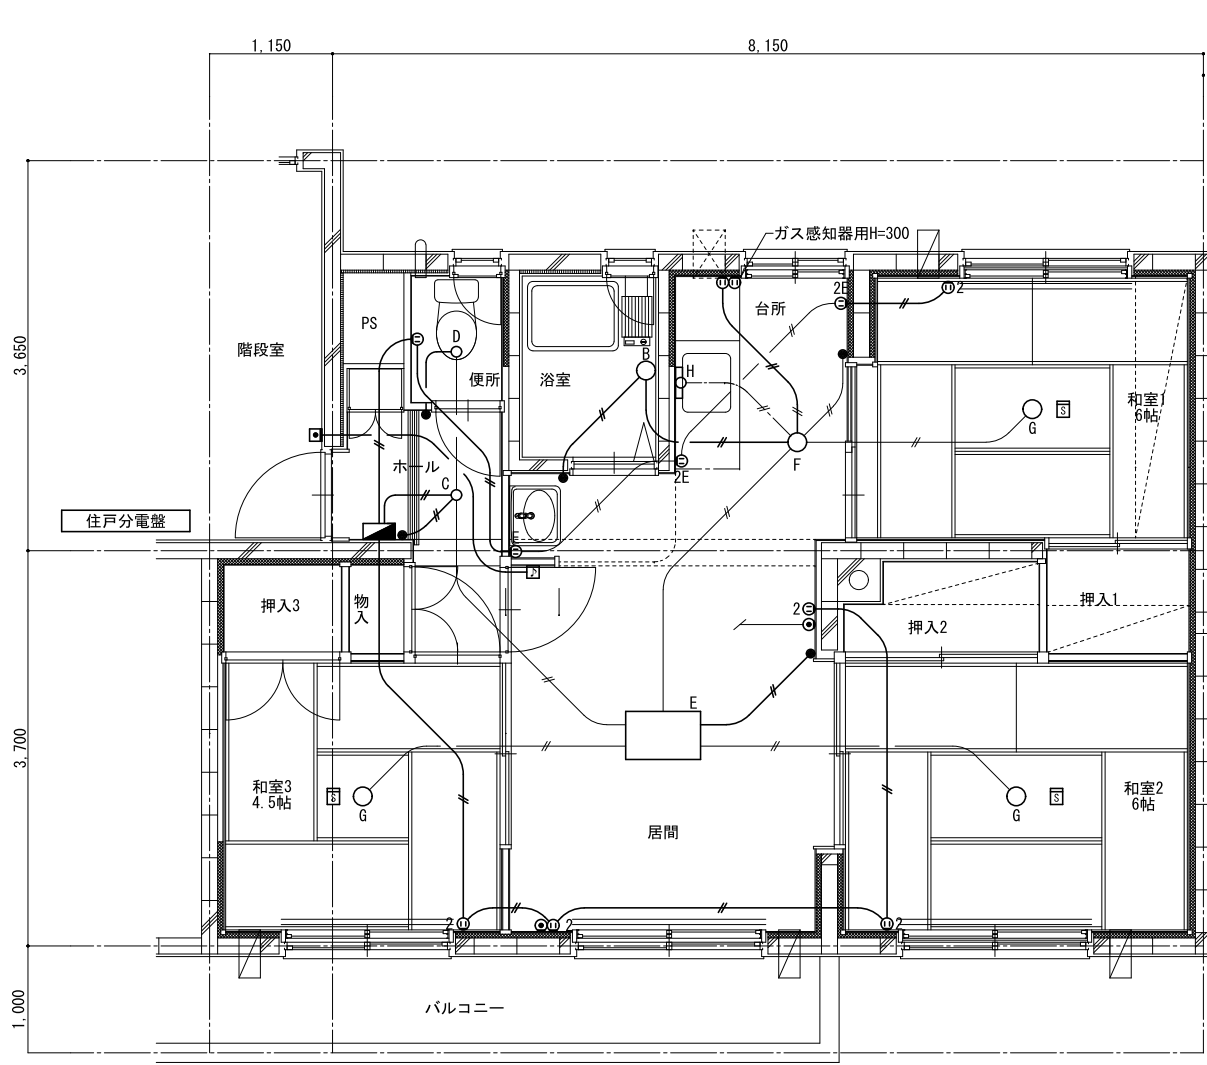 1,150
8,150
ガス感知器用H=300
2E
2
台所
PS
階段室
3,650
D
便所
浴室
B
H
和室1
6帖
G
S
ホール
F
2E
C
住戸分電盤
E
♪
押入3
物
入
2
押入1
押入2
E
3,700
和室3
4.5帖
S
G
和室2
6帖
S
G
居間
2
2
2
1,000
バルコニー